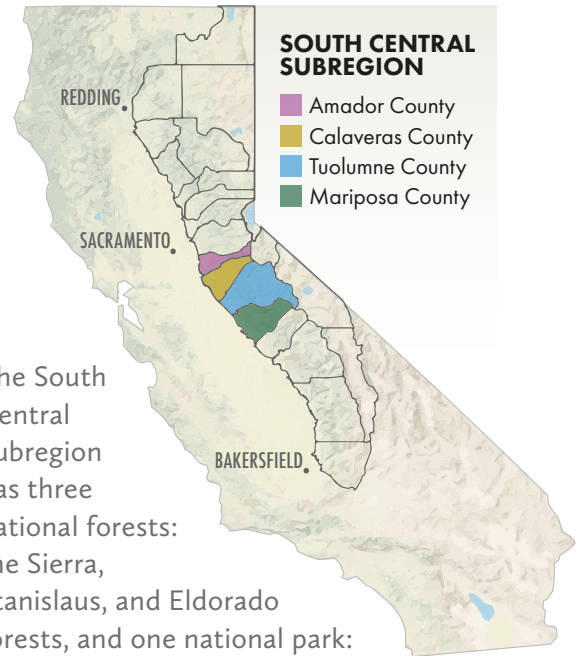 SOUTH CENTRAL
SUBREGION
Amador County
Calaveras County
Tuolumne County
Mariposa County
REDDING
SACRAMENTO
BAKERSFIELD
he South
entral
ubregion
as three
ational forests:
he Sierra,
tanislaus, and Eldorado
orests, and one national park: